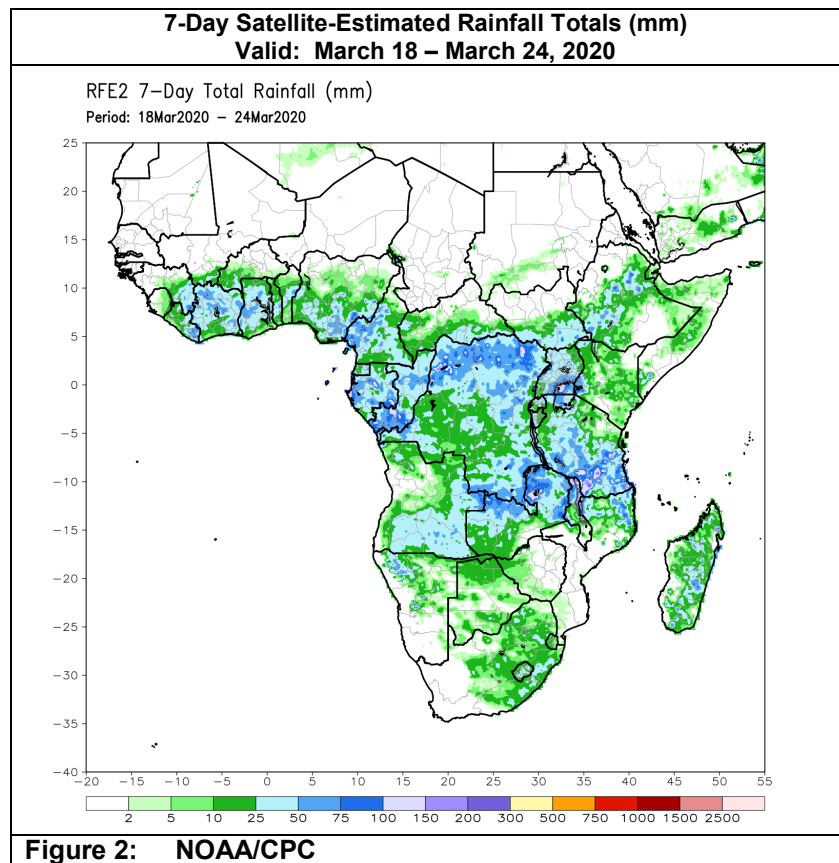 7-Day Satellite-Estimated Rainfall Totals (mm)
Valid:  March 18 – March 24, 2020
RFE2 7-Day Total Rainfall (mm)
Period: 18Mar2020 – 24Mar2020
25
20
15
10
5
0
-5
-10
-15
-20
-25
-30
-35
-40
-20 -15 -10 -5 0 5 10 15 20 25 30 35 40 45 50 55
2 5 10 25 50 75 100 150 200 300 500 750 1000 1500 2500
Figure 2:    NOAA/CPC